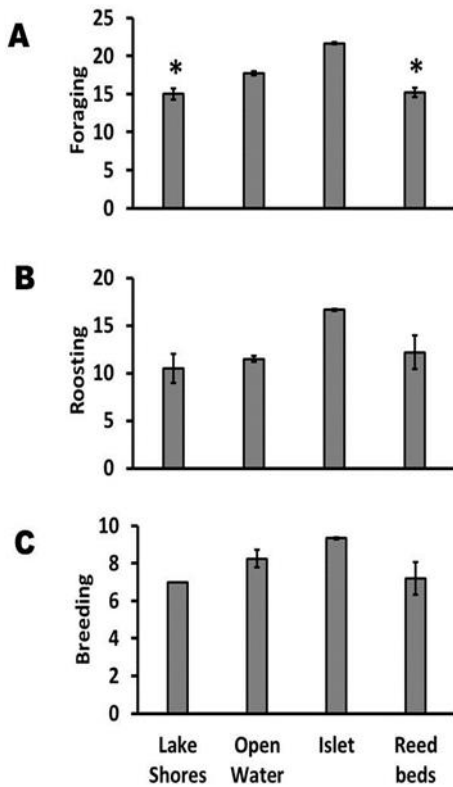 A
Foraging
25
20
15
10
5
0
*
*
B
Roosting
20
15
10
5
0
C
Breeding
10
8
6
4
2
0
Lake Shores
Open Water
Islet
Reed beds